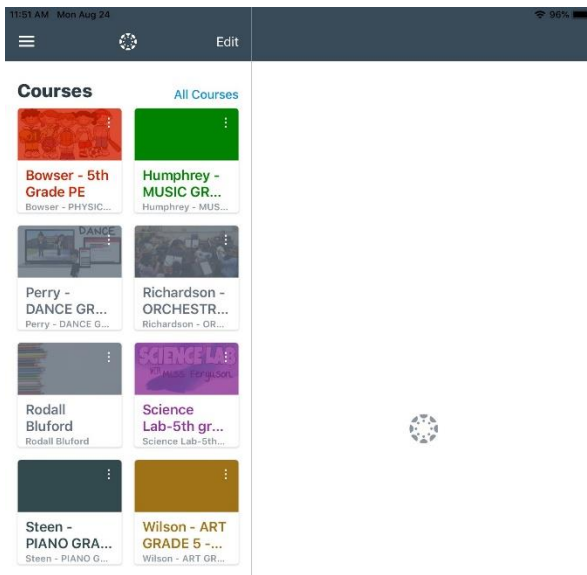 11:51 AM Mon Aug 24
96%
Edit
Courses
All Courses
Bowser - 5th
Grade PE
Bowser - PHYSIC...
Humphrey -
MUSIC GR...
Humphrey - MUS...
DANCE
Perry -
DANCE GR...
Perry - DANCE G...
Richardson -
ORCHESTR...
Richardson - OR...
Rodall
Bluford
Rodall Bluford
SCIENCE LAB
with Miss Ferguson
Science
Lab-5th gr...
Science Lab-5th...
Steen -
PIANO GRA...
Steen - PIANO G...
Wilson - ART
GRADE 5 -...
Wilson - ART GR...